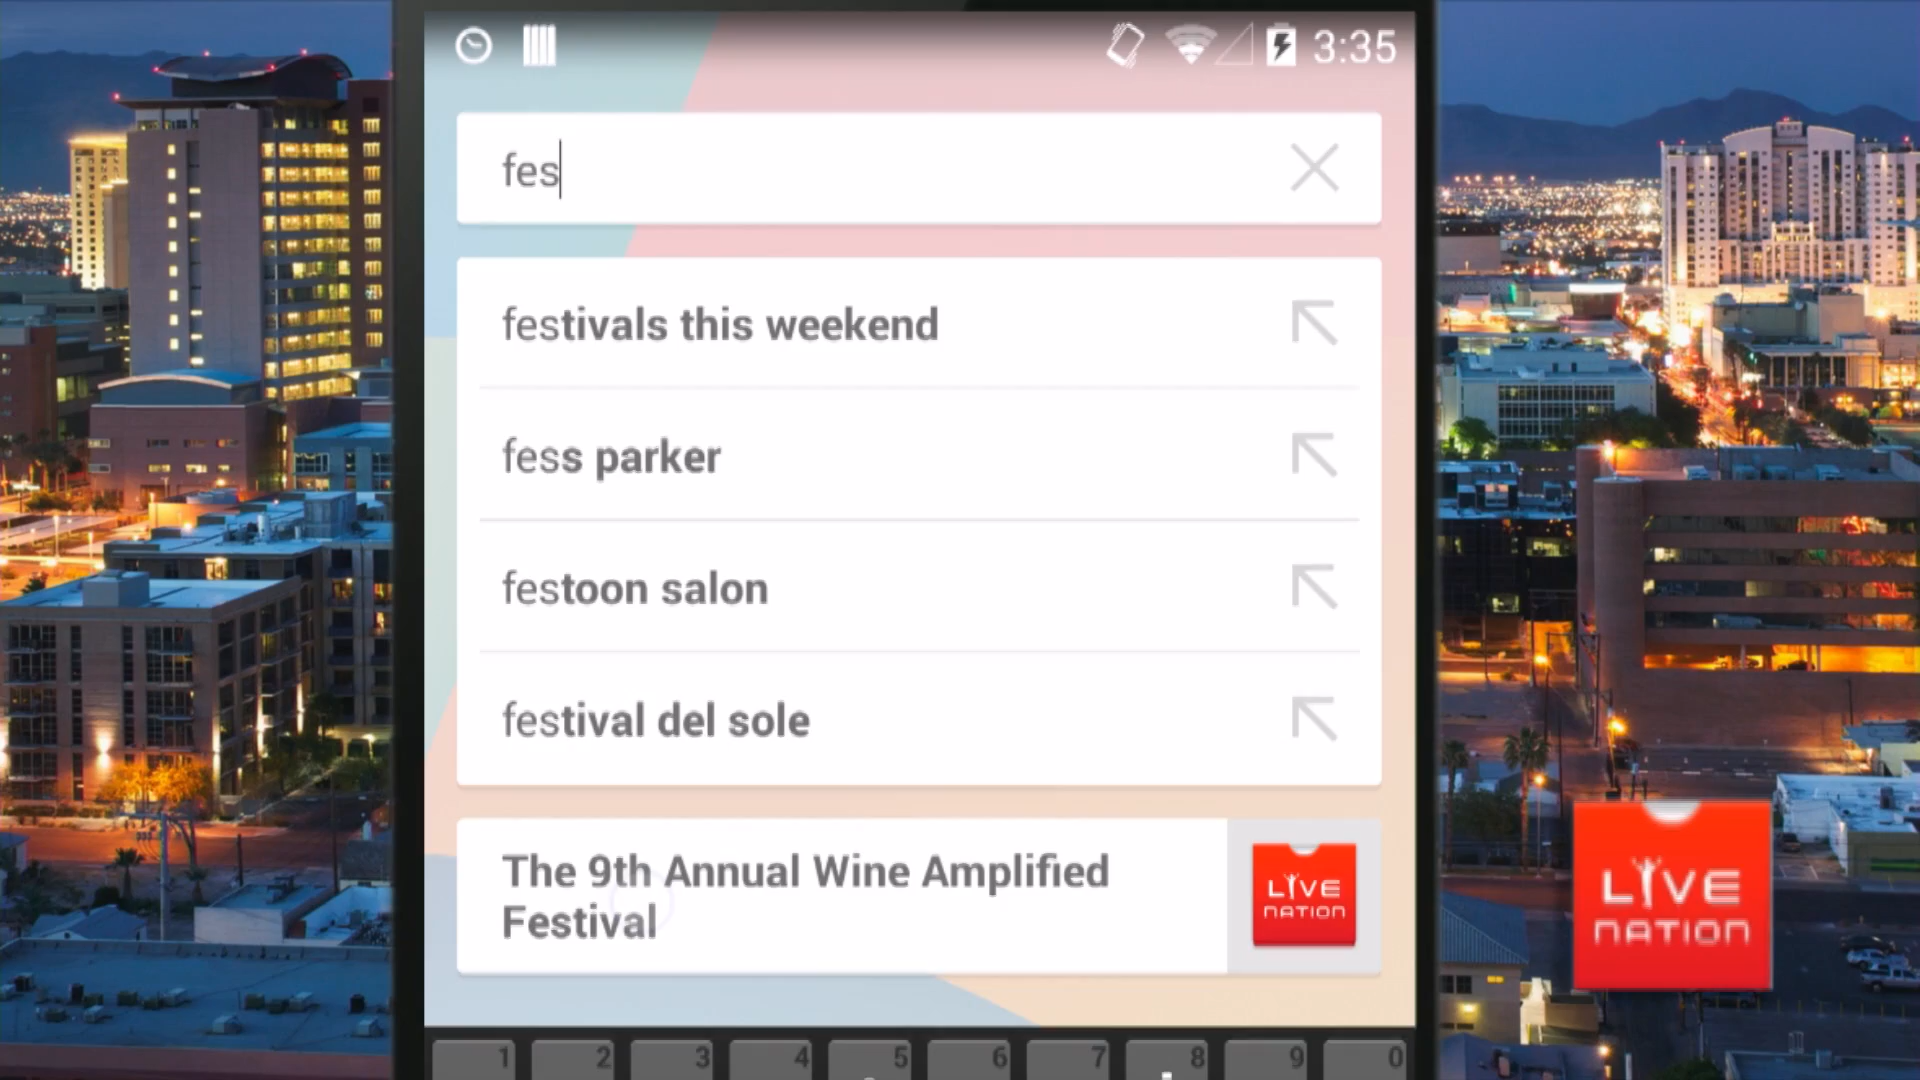 3:35
fes
festivals this weekend
fess parker
festoon salon
festival del sole
The 9th Annual Wine Amplified
Festival
LIVE
NATION
LIVE
NATION
1 2 3 4 5 6 7 8 9 0